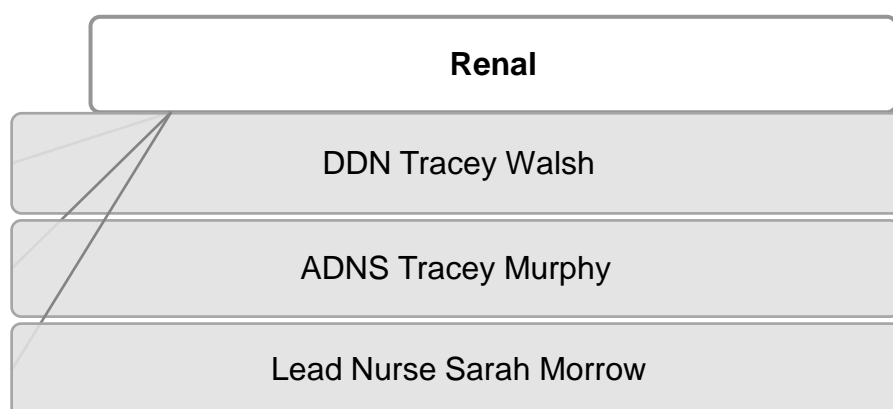 Renal
DDN Tracey Walsh
ADNS Tracey Murphy
Lead Nurse Sarah Morrow